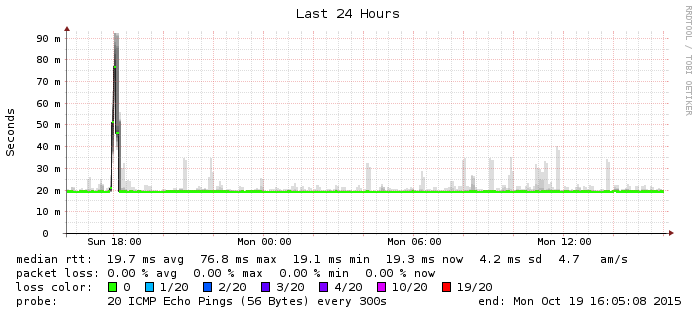 Last 24 Hours
RRDTOOL / TOBI OETIKER
Seconds
90 m
80 m
70 m
60 m
50 m
40 m
30 m
20 m
10 m
0
Sun 18:00 Mon 00:00 Mon 06:00 Mon 12:00
median rtt: 19.7 ms avg 76.8 ms max 19.1 ms min 19.3 ms now 4.2 ms sd 4.7 am/s
packet loss: 0.00 % avg 0.00 % max 0.00 % min 0.00 % now
loss color: 0 1/20 2/20 3/20 4/20 10/20 19/20
probe: 20 ICMP Echo Pings (56 Bytes) every 300s end: Mon Oct 19 16:05:08 2015